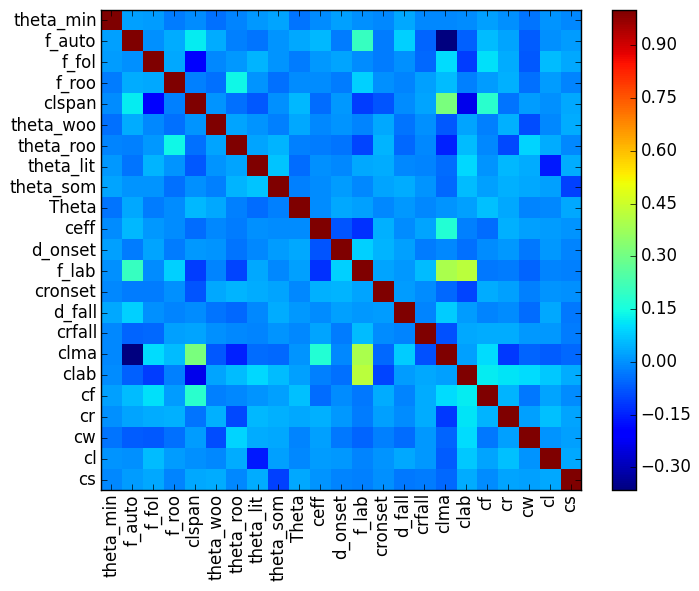 theta_min
f_auto
f_fol
f_roo
clspan
theta_woo
theta_roo
theta_lit
theta_som
Theta
ceff
d_onset
f_lab
cronset
d_fall
crfall
clma
clab
cf
cr
cw
cl
cs
theta_min
f_auto
f_fol
f_roo
clspan
theta_woo
theta_roo
theta_lit
theta_som
Theta
ceff
d_onset
f_lab
cronset
d_fall
crfall
clma
clab
cf
cr
cw
cl
cs
0.90
0.75
0.60
0.45
0.30
0.15
0.00
−0.15
−0.30